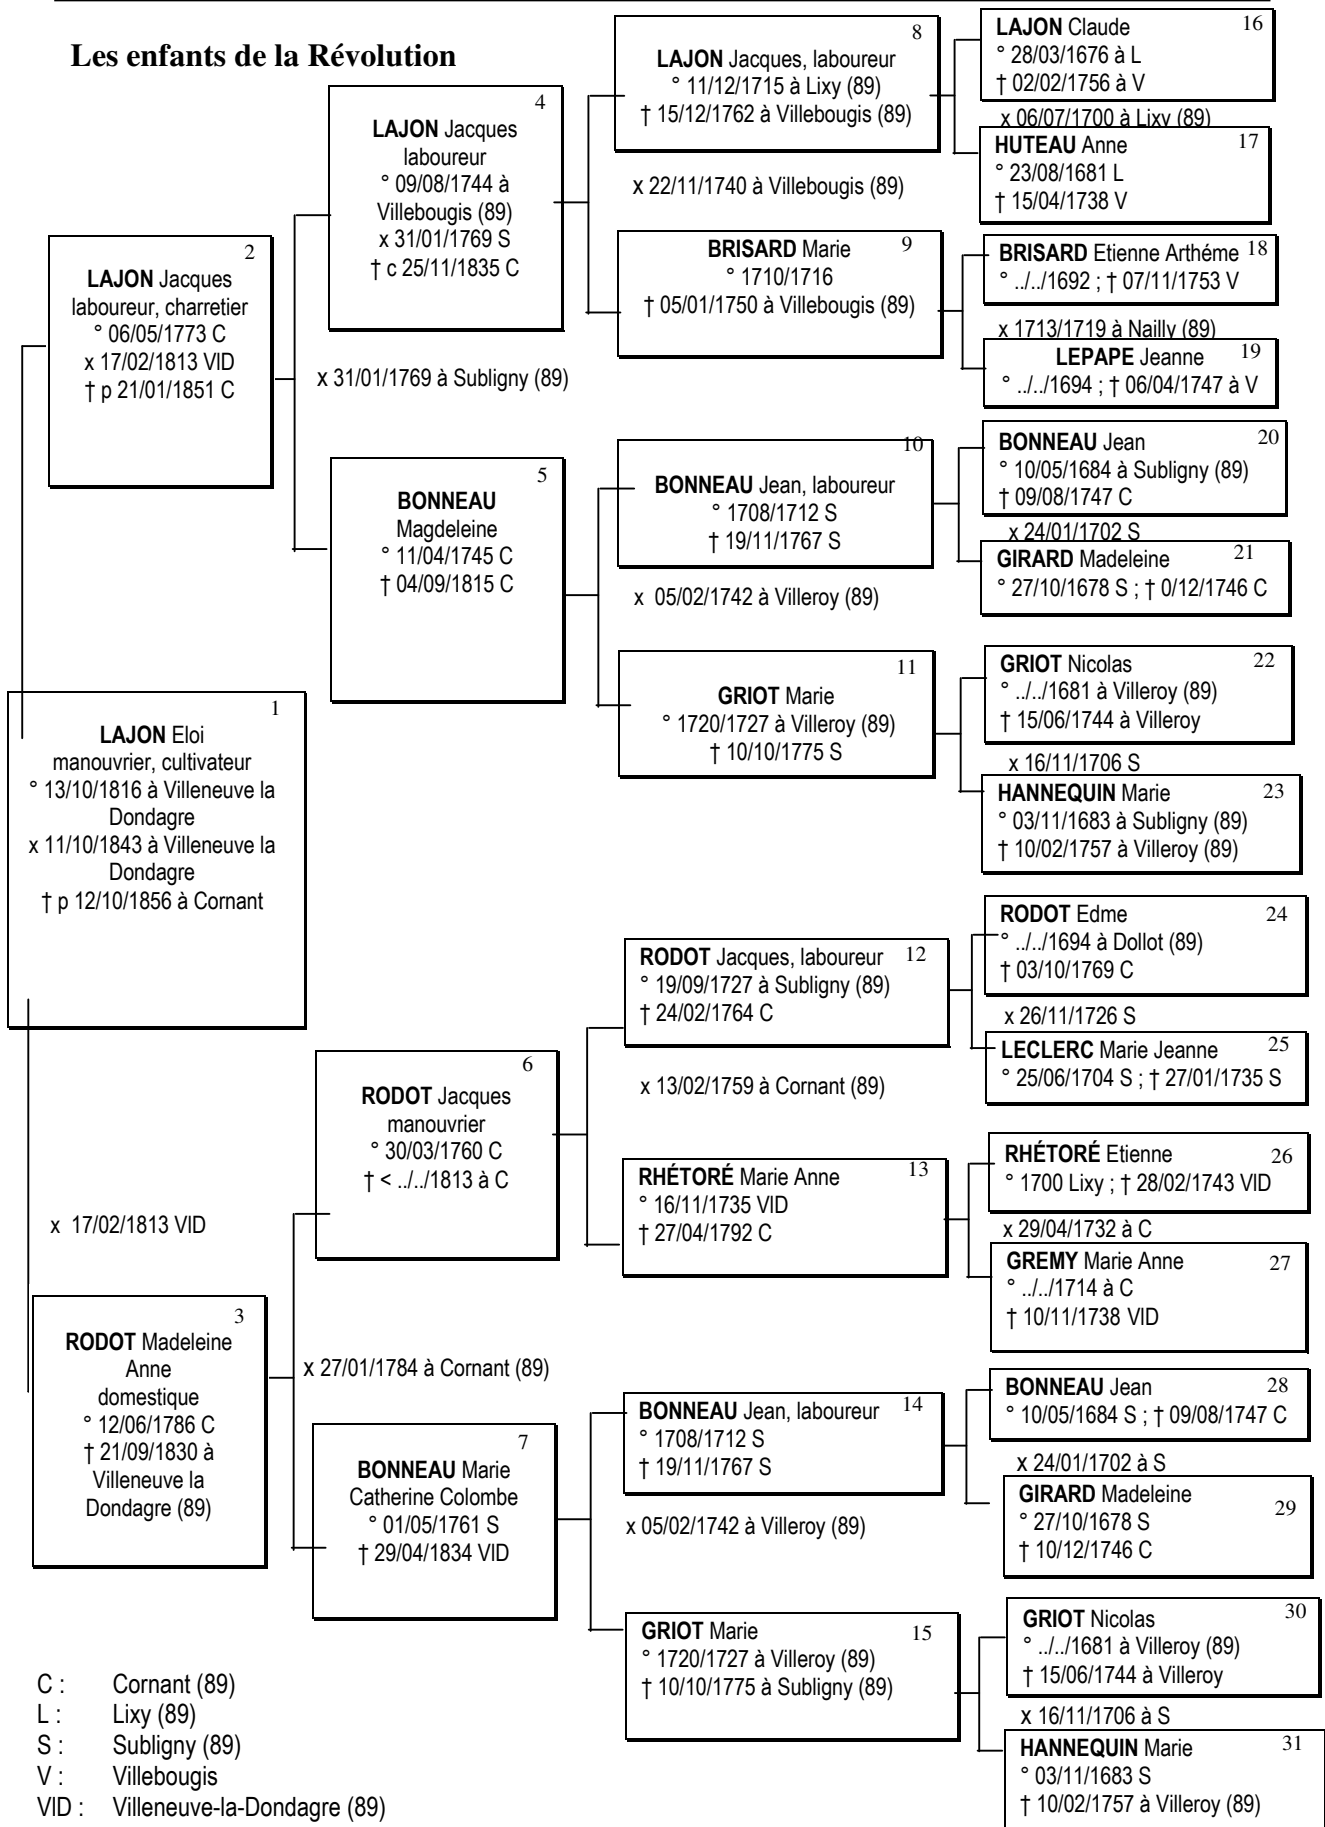 Les enfants de la Révolution
1
LAJON Eloi
manouvrier, cultivateur
° 13/10/1816 à Villeneuve la
Dondagre
x 11/10/1843 à Villeneuve la
Dondagre
† p 12/10/1856 à Cornant
2
LAJON Jacques
laboureur, charretier
° 06/05/1773 C
x 17/02/1813 VID
† p 21/01/1851 C
x 17/02/1813 VID
3
RODOT Madeleine
Anne
domestique
° 12/06/1786 C
† 21/09/1830 à
Villeneuve la
Dondagre (89)
4
LAJON Jacques
laboureur
° 09/08/1744 à
Villebougis (89)
x 31/01/1769 S
† c 25/11/1835 C
x 31/01/1769 à Subligny (89)
5
BONNEAU
Magdeleine
° 11/04/1745 C
† 04/09/1815 C
6
RODOT Jacques
manouvrier
° 30/03/1760 C
† < ../../1813 à C
x 27/01/1784 à Cornant (89)
7
BONNEAU Marie
Catherine Colombe
° 01/05/1761 S
† 29/04/1834 VID
8
LAJON Jacques, laboureur
° 11/12/1715 à Lixy (89)
† 15/12/1762 à Villebougis (89)
x 22/11/1740 à Villebougis (89)
9
BRISARD Marie
° 1710/1716
† 05/01/1750 à Villebougis (89)
10
BONNEAU Jean, laboureur
° 1708/1712 S
† 19/11/1767 S
x 05/02/1742 à Villeroy (89)
11
GRIOT Marie
° 1720/1727 à Villeroy (89)
† 10/10/1775 S
RODOT Jacques, laboureur 12
° 19/09/1727 à Subligny (89)
† 24/02/1764 C
x 13/02/1759 à Cornant (89)
RHÉTORÉ Marie Anne 13
° 16/11/1735 VID
† 27/04/1792 C
BONNEAU Jean, laboureur 14
° 1708/1712 S
† 19/11/1767 S
x 05/02/1742 à Villeroy (89)
GRIOT Marie 15
° 1720/1727 à Villeroy (89)
† 10/10/1775 à Subligny (89)
LAJON Claude 16
° 28/03/1676 à L
† 02/02/1756 à V
x 06/07/1700 à Lixy (89)
HUTEAU Anne 17
° 23/08/1681 L
† 15/04/1738 V
BRISARD Etienne Arthéme 18
° ../../1692 ; † 07/11/1753 V
x 1713/1719 à Nailly (89)
LEPAPE Jeanne 19
° ../../1694 ; † 06/04/1747 à V
BONNEAU Jean 20
° 10/05/1684 à Subligny (89)
† 09/08/1747 C
x 24/01/1702 S
GIRARD Madeleine 21
° 27/10/1678 S ; † 0/12/1746 C
GRIOT Nicolas 22
° ../../1681 à Villeroy (89)
† 15/06/1744 à Villeroy
x 16/11/1706 S
HANNEQUIN Marie 23
° 03/11/1683 à Subligny (89)
† 10/02/1757 à Villeroy (89)
RODOT Edme 24
° ../../1694 à Dollot (89)
† 03/10/1769 C
x 26/11/1726 S
LECLERC Marie Jeanne 25
° 25/06/1704 S ; † 27/01/1735 S
RHÉTORÉ Etienne 26
° 1700 Lixy ; † 28/02/1743 VID
x 29/04/1732 à C
GREMY Marie Anne 27
° ../../1714 à C
† 10/11/1738 VID
BONNEAU Jean 28
° 10/05/1684 S ; † 09/08/1747 C
x 24/01/1702 à S
GIRARD Madeleine 29
° 27/10/1678 S
† 10/12/1746 C
GRIOT Nicolas 30
° ../../1681 à Villeroy (89)
† 15/06/1744 à Villeroy
x 16/11/1706 à S
HANNEQUIN Marie 31
° 03/11/1683 S
† 10/02/1757 à Villeroy (89)
C : Cornant (89)
L : Lixy (89)
S : Subligny (89)
V : Villebougis
VID : Villeneuve-la-Dondagre (89)